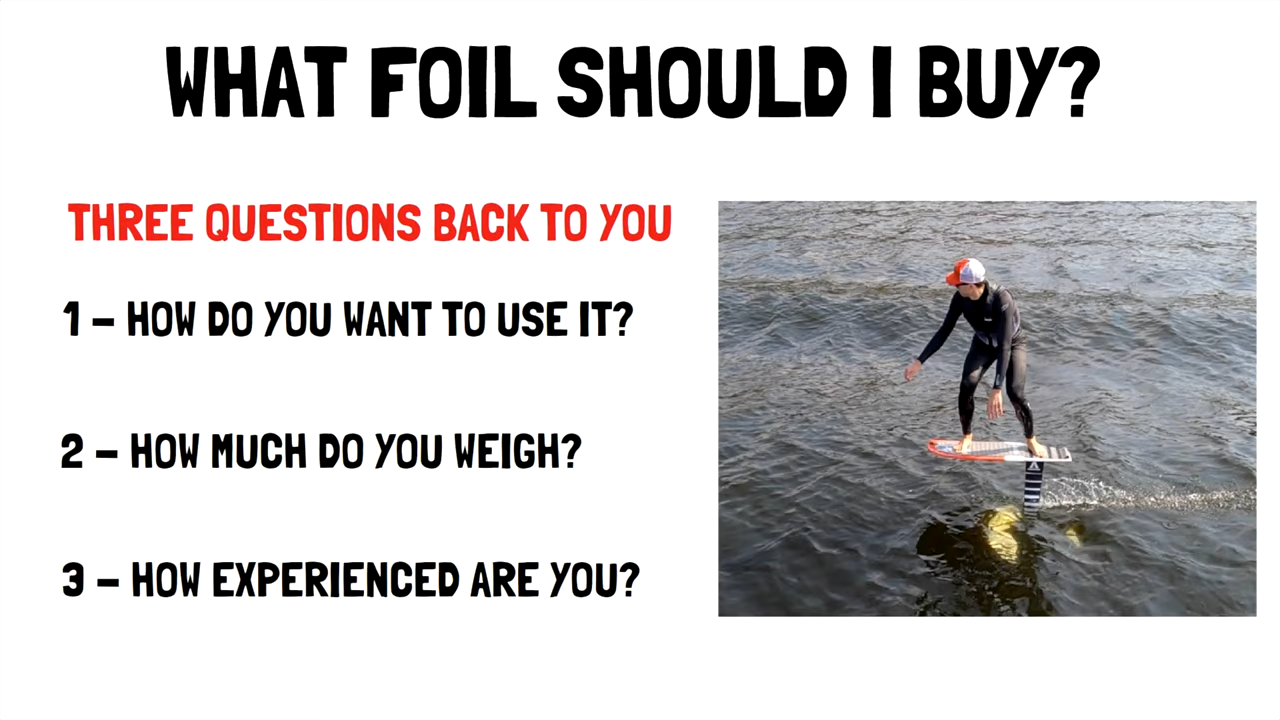 WHAT FOIL SHOULD I BUY?
THREE QUESTIONS BACK TO YOU
1 – HOW DO YOU WANT TO USE IT?
2 – HOW MUCH DO YOU WEIGH?
3 – HOW EXPERIENCED ARE YOU?